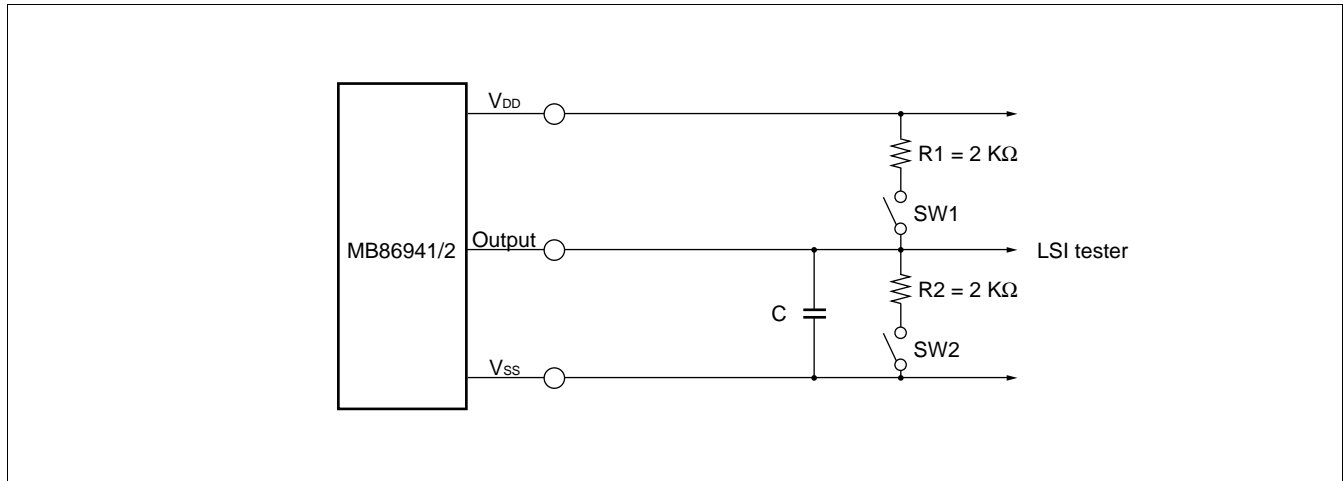 VDD
R1 = 2 KΩ
SW1
MB86941/2
Output
LSI tester
R2 = 2 KΩ
C
SW2
Vss